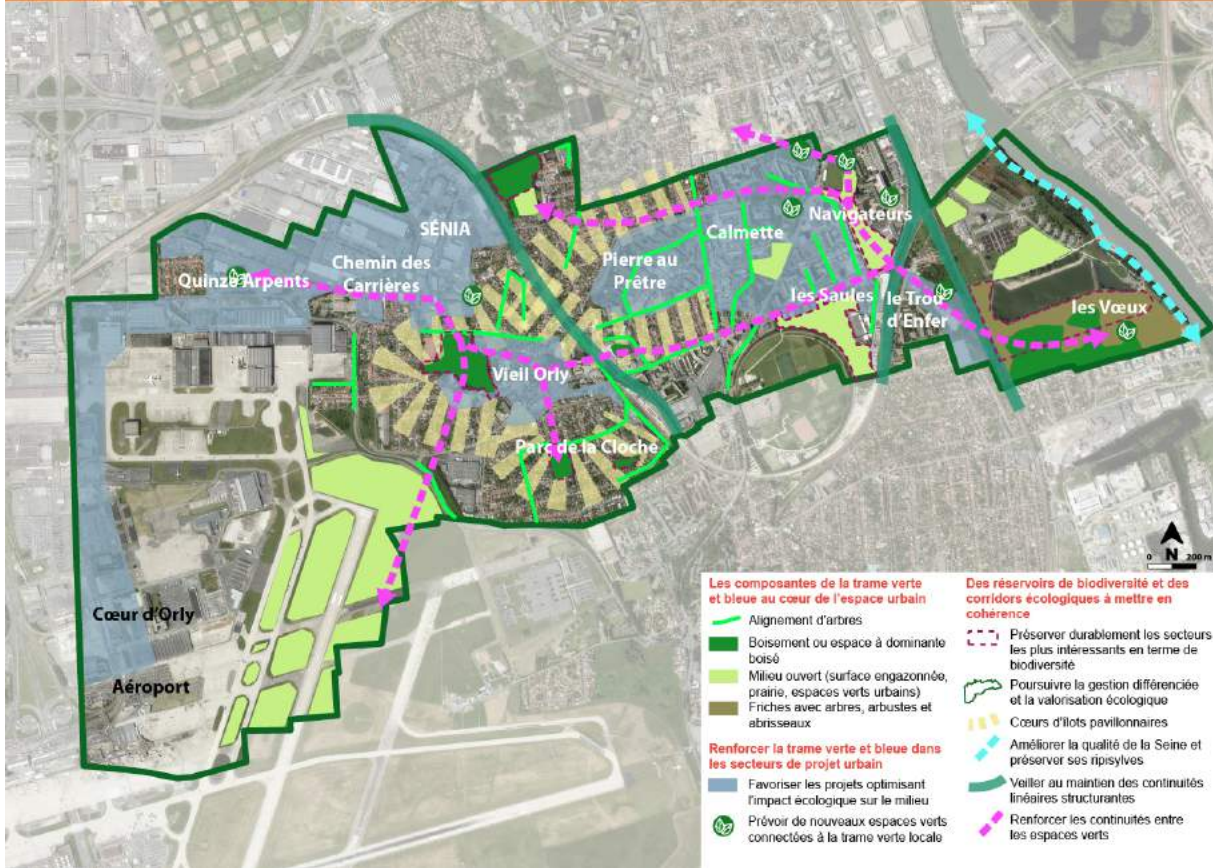 SÉNIA
Quinze Arpents
Chemin des
Carrières
Pierre au
Prêtre
Calmette
Navigateurs
les Saules
le Trou
d'Enfer
les Vœux
Vieil Orly
Parc de la Cloche
Cœur d'Orly
Aéroport
N
0 200 m
Les composantes de la trame verte
et bleue au cœur de l'espace urbain
Alignement d'arbres
Boisement ou espace à dominante
boisé
Milieu ouvert (surface engazonnée,
prairie, espaces verts urbains)
Friches avec arbres, arbustes et
abrisseaux
Renforcer la trame verte et bleue dans
les secteurs de projet urbain
Favoriser les projets optimisant
l'impact écologique sur le milieu
Prévoir de nouveaux espaces verts
connectées à la trame verte locale
Des réservoirs de biodiversité et des
corridors écologiques à mettre en
cohérence
Préserver durablement les secteurs
les plus intéressants en terme de
biodiversité
Poursuivre la gestion différenciée
et la valorisation écologique
Cœurs d'îlots pavillonnaires
Améliorer la qualité de la Seine et
préserver ses ripisylves
Veiller au maintien des continuités
linéaires structurantes
Renforcer les continuités entre
les espaces verts